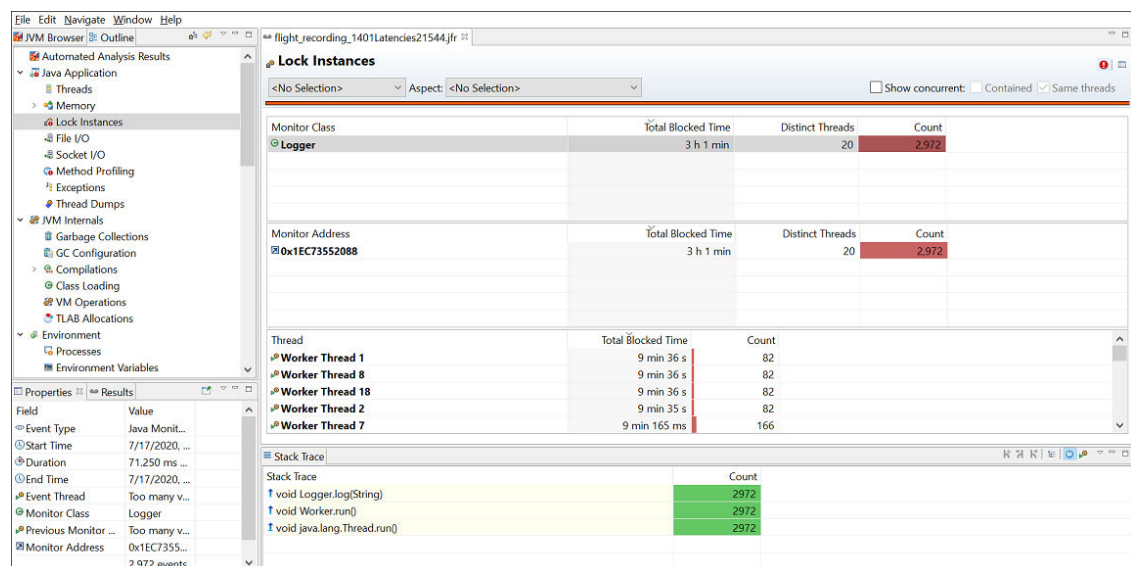 File Edit Navigate Window Help
JVM Browser Outline
Automated Analysis Results
Java Application
Threads
Memory
Lock Instances
File I/O
Socket I/O
Method Profiling
Exceptions
Thread Dumps
JVM Internals
Garbage Collections
GC Configuration
Compilations
Class Loading
VM Operations
TLAB Allocations
Environment
Processes
Environment Variables
Properties Results
Field Value
Event Type Java Monit...
Start Time 7/17/2020, ...
Duration 71.250 ms ...
End Time 7/17/2020, ...
Event Thread Too many v...
Monitor Class Logger
Previous Monitor ... Too many v...
Monitor Address 0x1EC7355...
2,972 events
flight_recording_1401Latencies21544.jfr
Lock Instances
<No Selection> Aspect: <No Selection> Show concurrent: Contained Same threads
Monitor Class Total Blocked Time Distinct Threads Count
Logger 3 h 1 min 20 2,972
Monitor Address Total Blocked Time Distinct Threads Count
0x1EC73552088 3 h 1 min 20 2,972
Thread Total Blocked Time Count
Worker Thread 1 9 min 36 s 82
Worker Thread 8 9 min 36 s 82
Worker Thread 18 9 min 36 s 82
Worker Thread 2 9 min 35 s 82
Worker Thread 7 9 min 165 ms 166
Stack Trace
Stack Trace Count
void Logger.log(String) 2972
void Worker.run() 2972
void java.lang.Thread.run() 2972